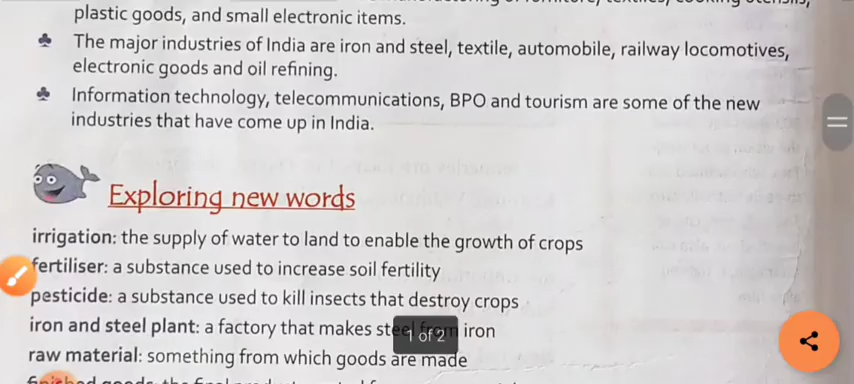 plastic goods, and small electronic items.
The major industries of India are iron and steel, textile, automobile, railway locomotives,
electronic goods and oil refining.
Information technology, telecommunications, BPO and tourism are some of the new
industries that have come up in India.
Exploring new words
irrigation: the supply of water to land to enable the growth of crops
fertiliser: a substance used to increase soil fertility
pesticide: a substance used to kill insects that destroy crops
iron and steel plant: a factory that makes steel from iron
1 of 2
raw material: something from which goods are made